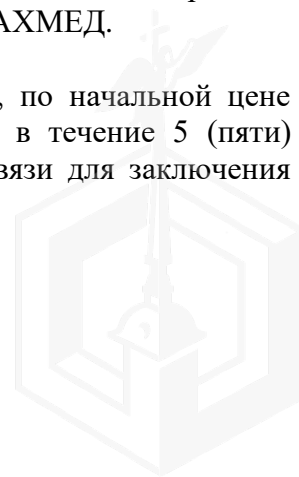 АХМЕД.
, по начальной цене
в течение 5 (пяти)
вязи для заключения